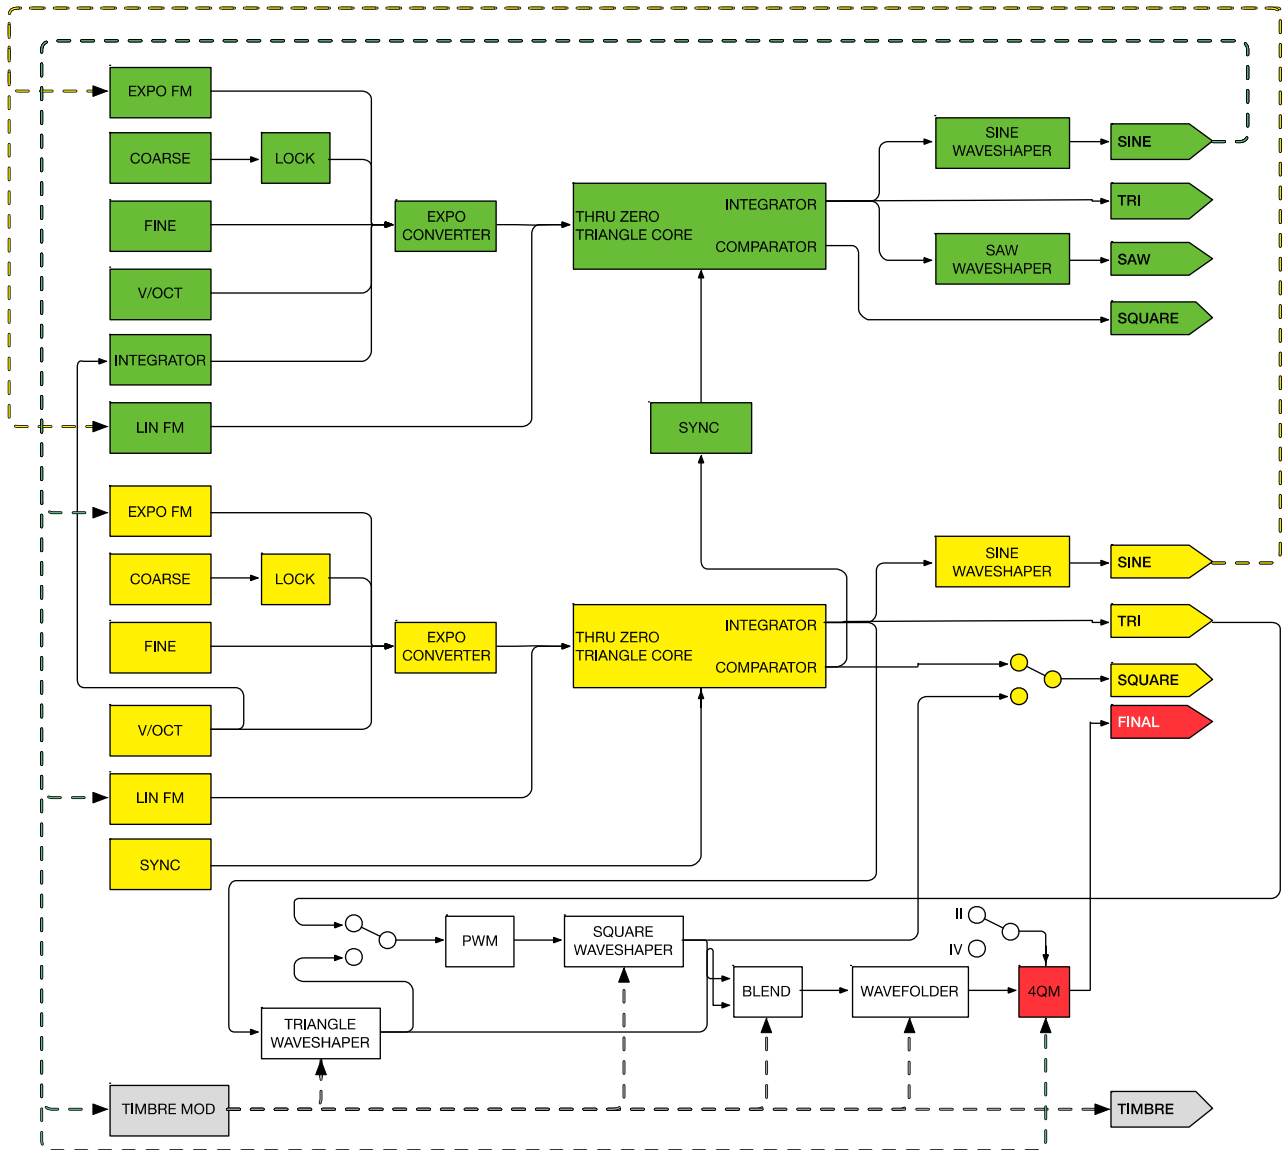 EXPO FM
COARSE
LOCK
FINE
V/OCT
INTEGRATOR
LIN FM
EXPO
CONVERTER
THRU ZERO
TRIANGLE CORE
INTEGRATOR
COMPARATOR
SYNC
SINE
WAVESHAPER
SAW
WAVESHAPER
SINE
TRI
SAW
SQUARE
EXPO FM
COARSE
LOCK
FINE
V/OCT
LIN FM
SYNC
EXPO
CONVERTER
THRU ZERO
TRIANGLE CORE
INTEGRATOR
COMPARATOR
SINE
WAVESHAPER
SINE
TRI
SQUARE
FINAL
PWM
SQUARE
WAVESHAPER
TRIANGLE
WAVESHAPER
BLEND
WAVEFOLDER
II
IV
4QM
TIMBRE MOD
TIMBRE